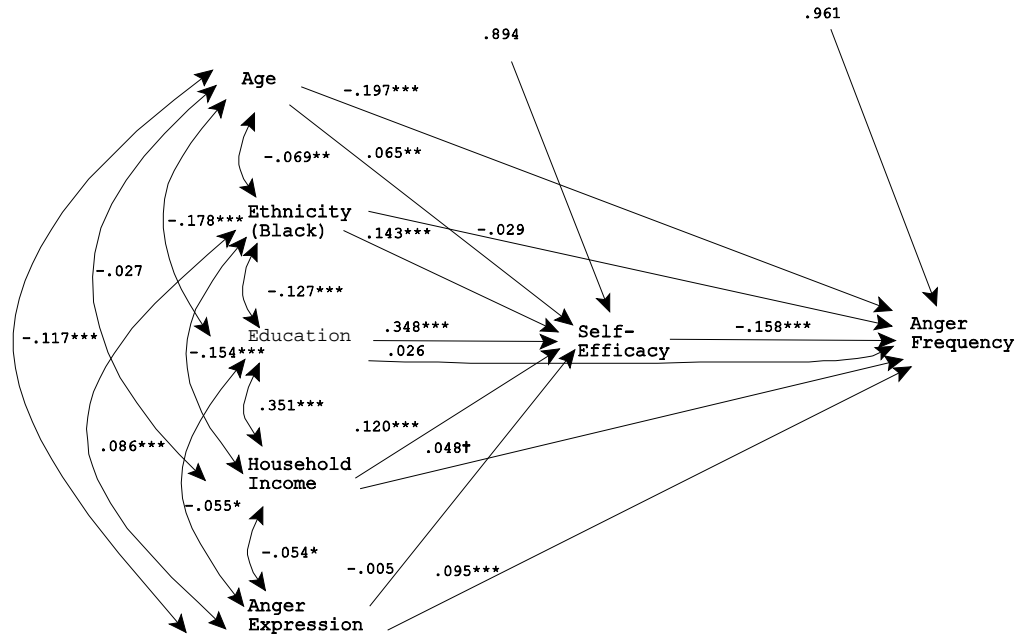 .961
.894
Age
-.197***
-.069**
.065**
Ethnicity
(Black)
-.178***
.143***
-.029
-.027
-.127***
Education
.348***
-.154***
.026
Self-
Efficacy
-.158***
Anger
Frequency
-.117***
.351***
.120***
.086***
.048†
Household
Income
-.055*
-.054*
-.005
.095***
Anger
Expression